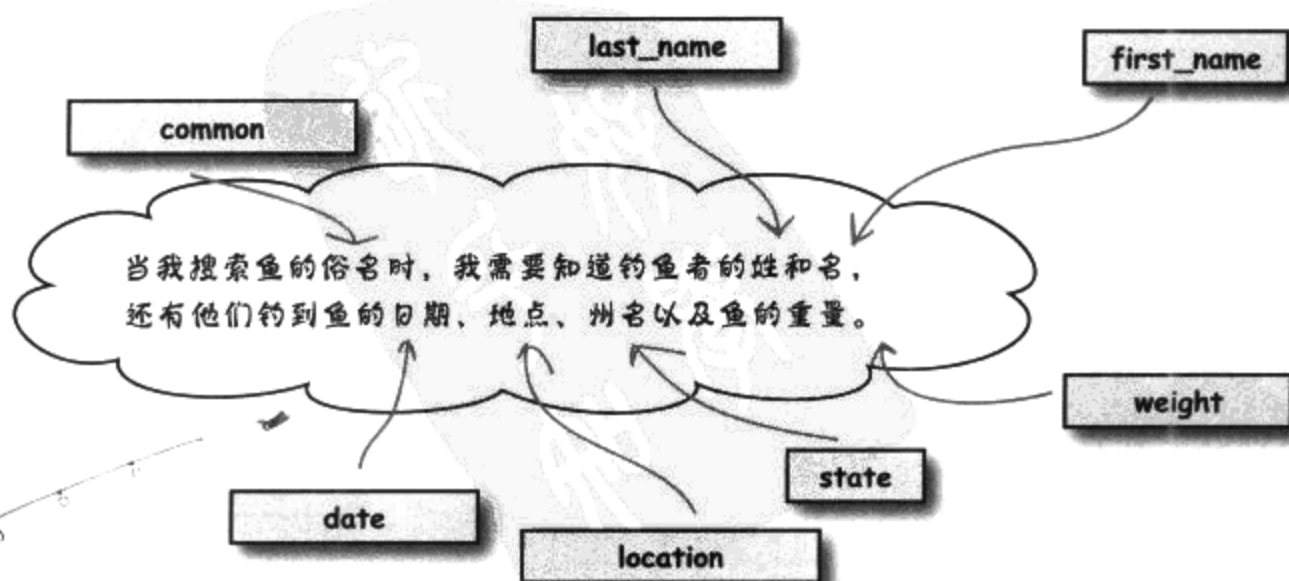 last_name
first_name
common
当我搜索鱼的俗名时，我需要知道钓鱼者的姓和名，
还有他们钓到鱼的日期、地点、州名以及鱼的重量。
weight
state
date
location